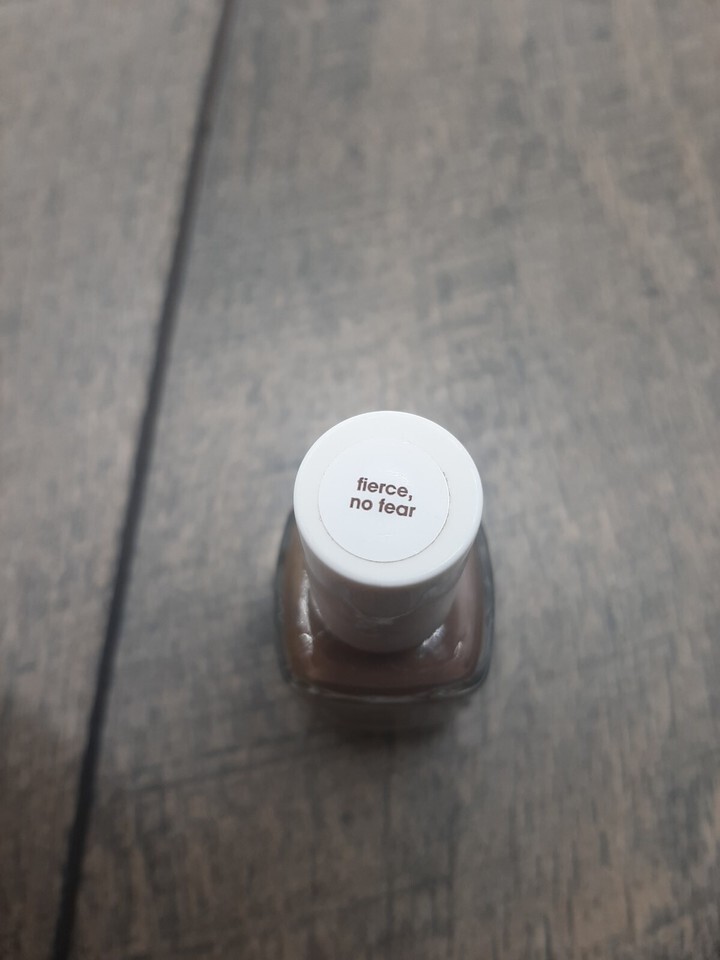 fierce,
no fear